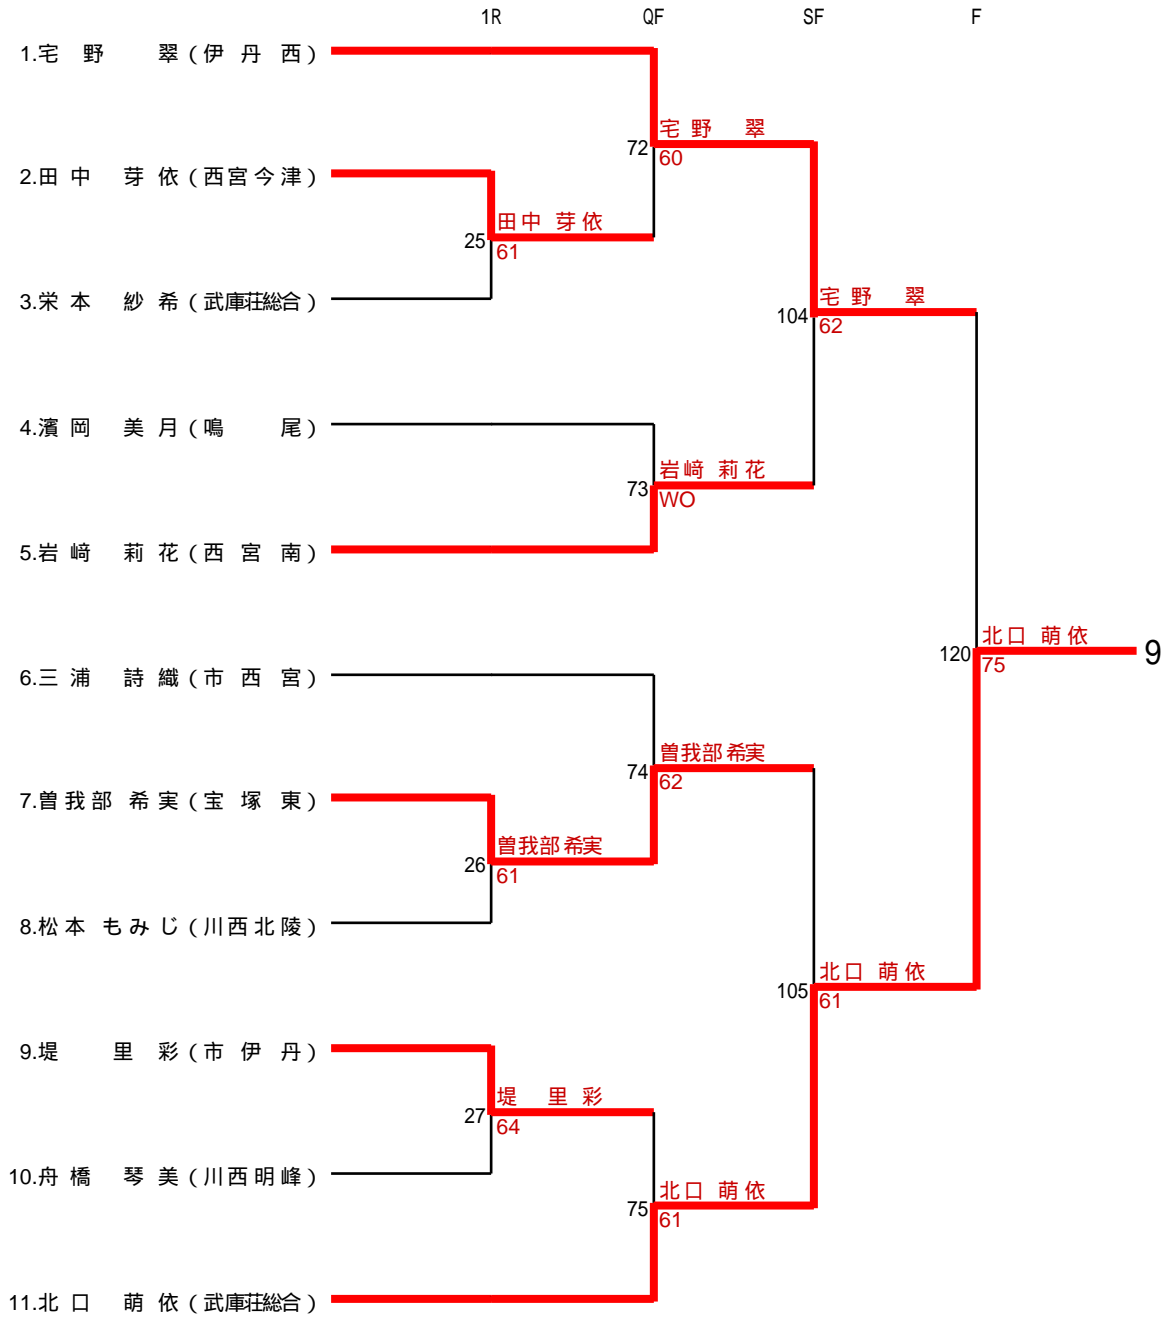 1R QF SF F
1.宅野 翠(伊丹西)
宅野 翠
72
60
2.田中 芽依(西宮今津)
田中 芽依
25
61
3.栄本 紗希(武庫荘総合)
宅野 翠
104
62
4.濱岡 美月(鳴尾)
岩﨑 莉花
73
WO
5.岩﨑 莉花(西宮南)
北口 萌依
120
75
9
6.三浦 詩織(市西宮)
曽我部 希実
74
62
7.曽我部 希実(宝塚東)
曽我部 希実
26
61
8.松本 もみじ(川西北陵)
北口 萌依
105
61
9.堤 里彩(市伊丹)
堤 里彩
27
64
10.舟橋 琴美(川西明峰)
北口 萌依
75
61
11.北口 萌依(武庫荘総合)